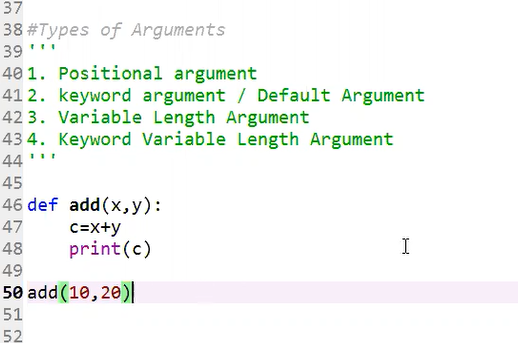 37
38 #Types of Arguments
39 '''
40 1. Positional argument
41 2. keyword argument / Default Argument
42 3. Variable Length Argument
43 4. Keyword Variable Length Argument
44 '''
45
46 def add(x,y):
47     c=x+y
48     print(c)
49
50 add(10,20)
51
52